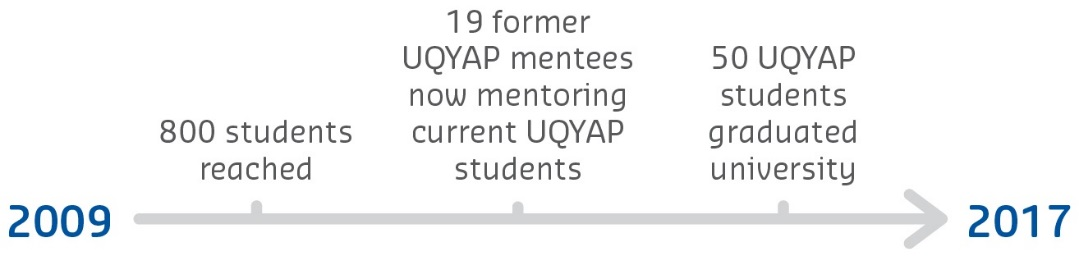 2009
800 students
reached
19 former
UQYAP mentees
now mentoring
current UQYAP
students
50 UQYAP
students
graduated
university
2017